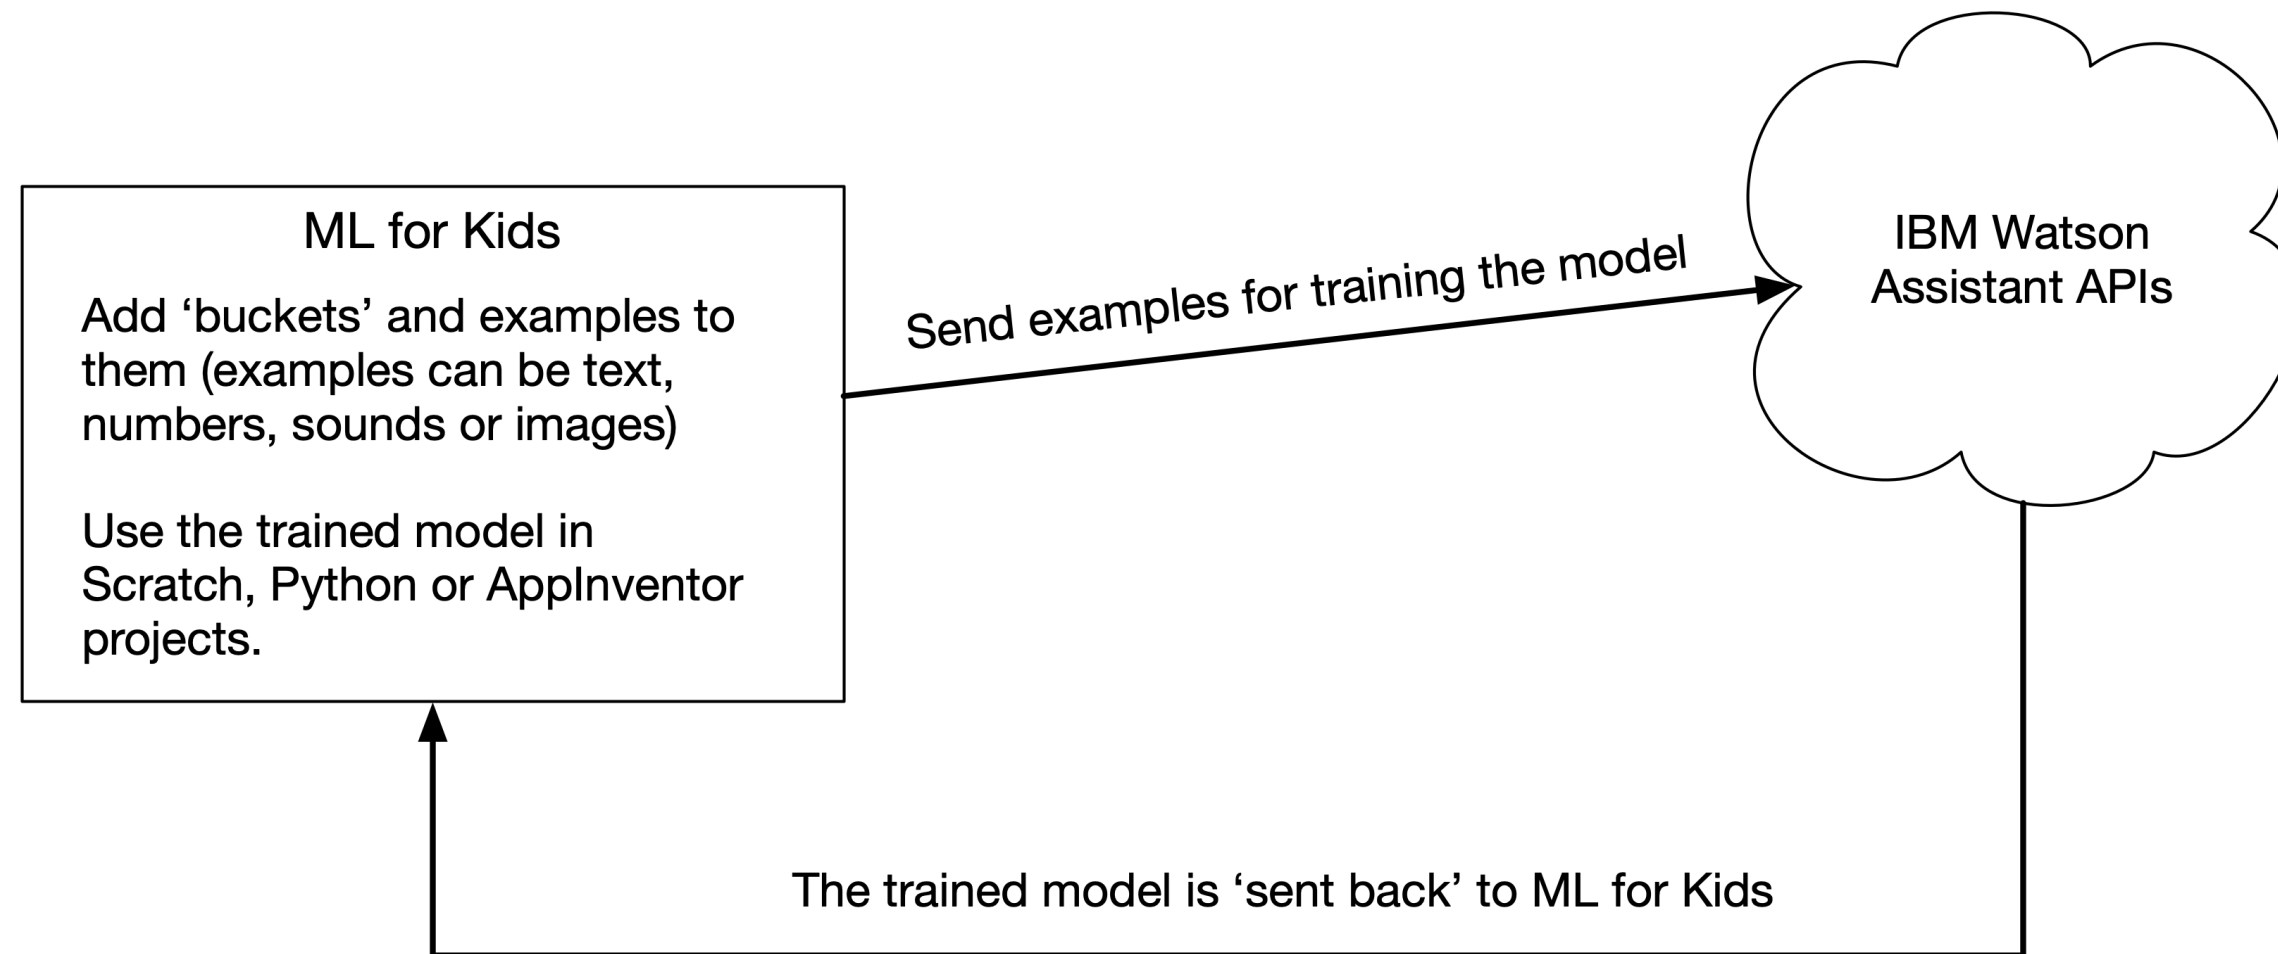 ML for Kids
Add ‘buckets’ and examples to
them (examples can be text,
numbers, sounds or images)
Use the trained model in
Scratch, Python or AppInventor
projects.
Send examples for training the model
IBM Watson
Assistant APIs
The trained model is ‘sent back’ to ML for Kids